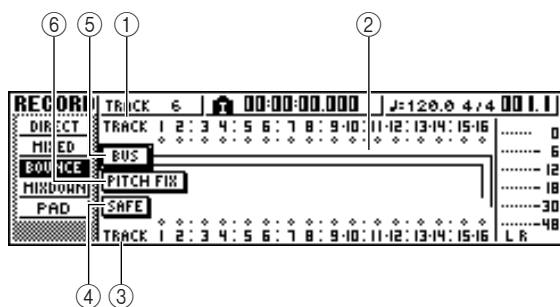 ⑥ ⑤ ① ②
RECORD TRACK 6 00:00:00.000 ♩=120.0 4/4 001.1
DIRECT TRACK 1 2 : 3 4 : 5 6 : 7 8 : 9·10 : 11·12 : 13·14 : 15·16 0
MIXED 6
BUS
BOUNCE 12
PITCH FIX
MIXDOWN 18
SAFE
PAD 30
48
TRACK 1 2 : 3 4 : 5 6 : 7 8 : 9·10 : 11·12 : 13·14 : 15·16 L R
④ ③